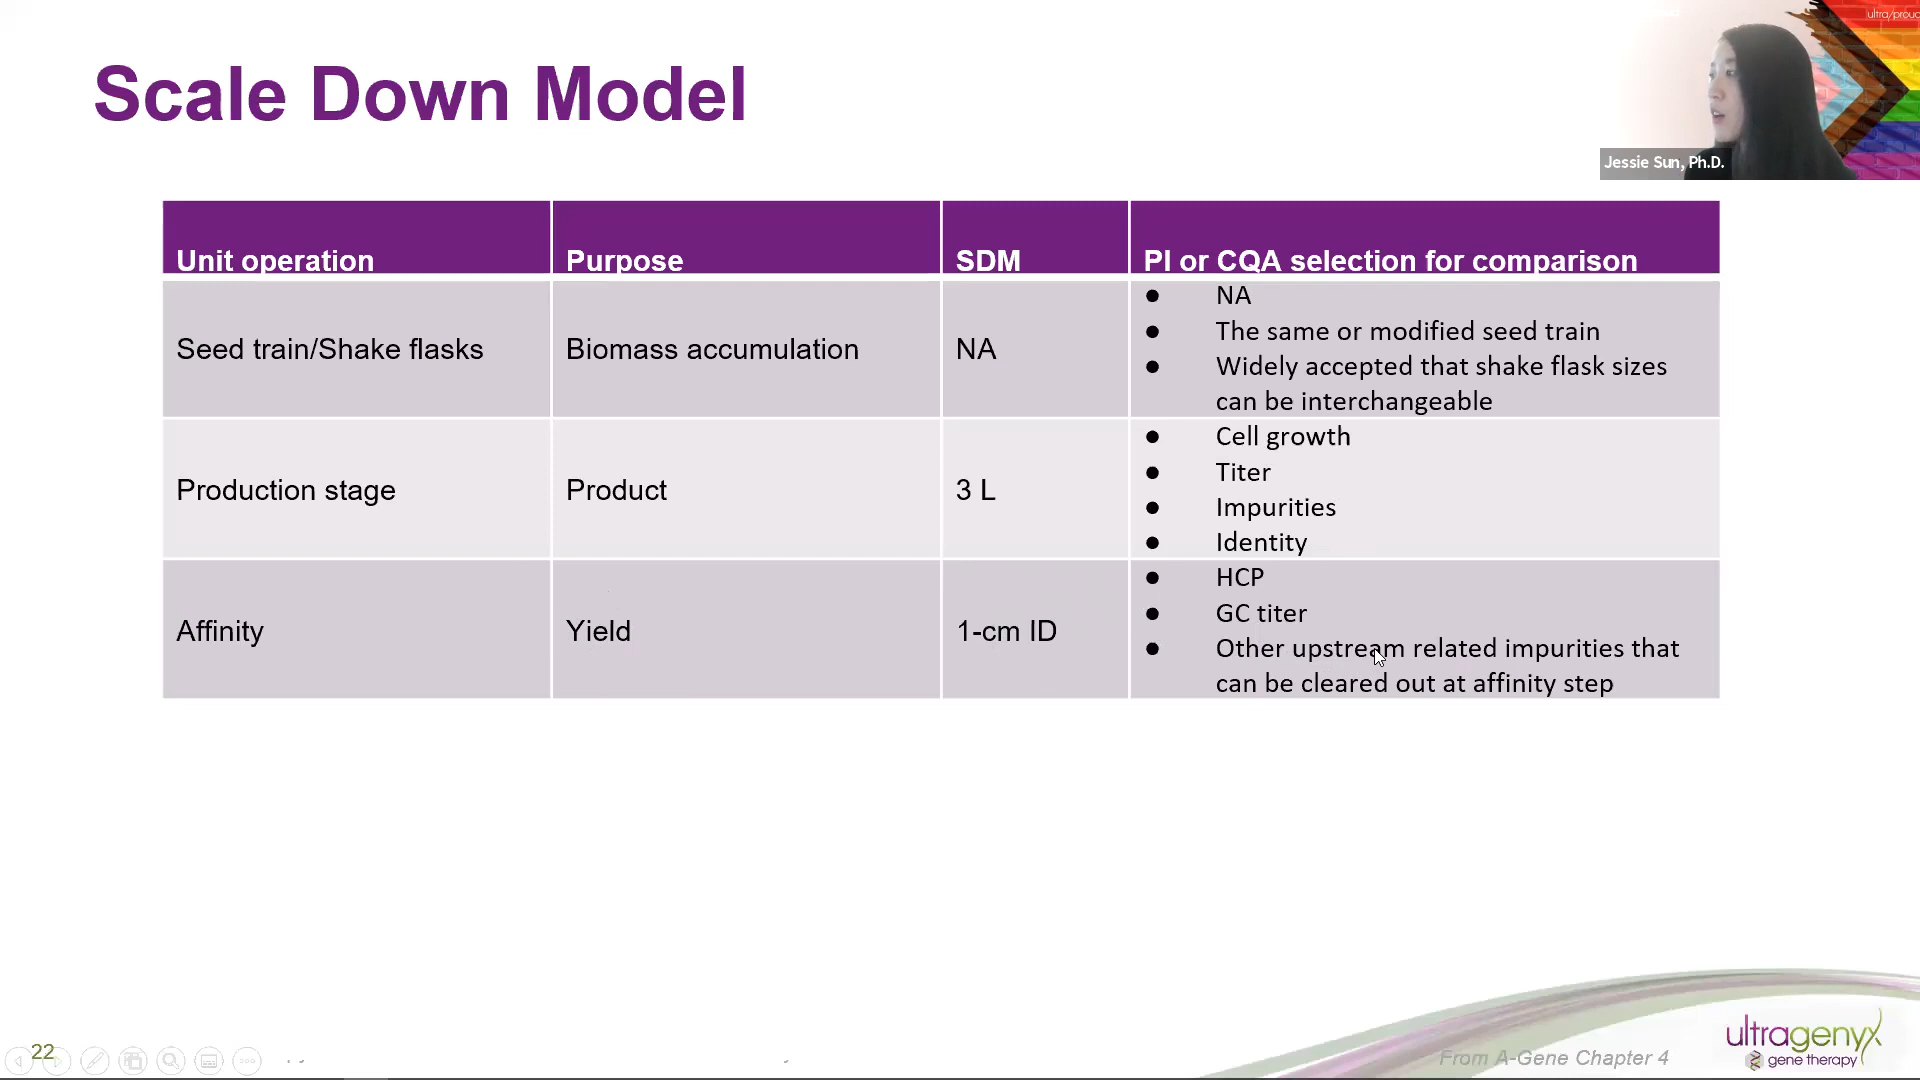 ultra/proud
Scale Down Model
Jessie Sun, Ph.D.
Unit operation
Purpose
SDM
PI or CQA selection for comparison
Seed train/Shake flasks
Biomass accumulation
NA
● NA
● The same or modified seed train
● Widely accepted that shake flask sizes
can be interchangeable
Production stage
Product
3 L
● Cell growth
● Titer
● Impurities
● Identity
Affinity
Yield
1-cm ID
● HCP
● GC titer
● Other upstream related impurities that
can be cleared out at affinity step
22
From A-Gene Chapter 4
ultragenyx
gene therapy